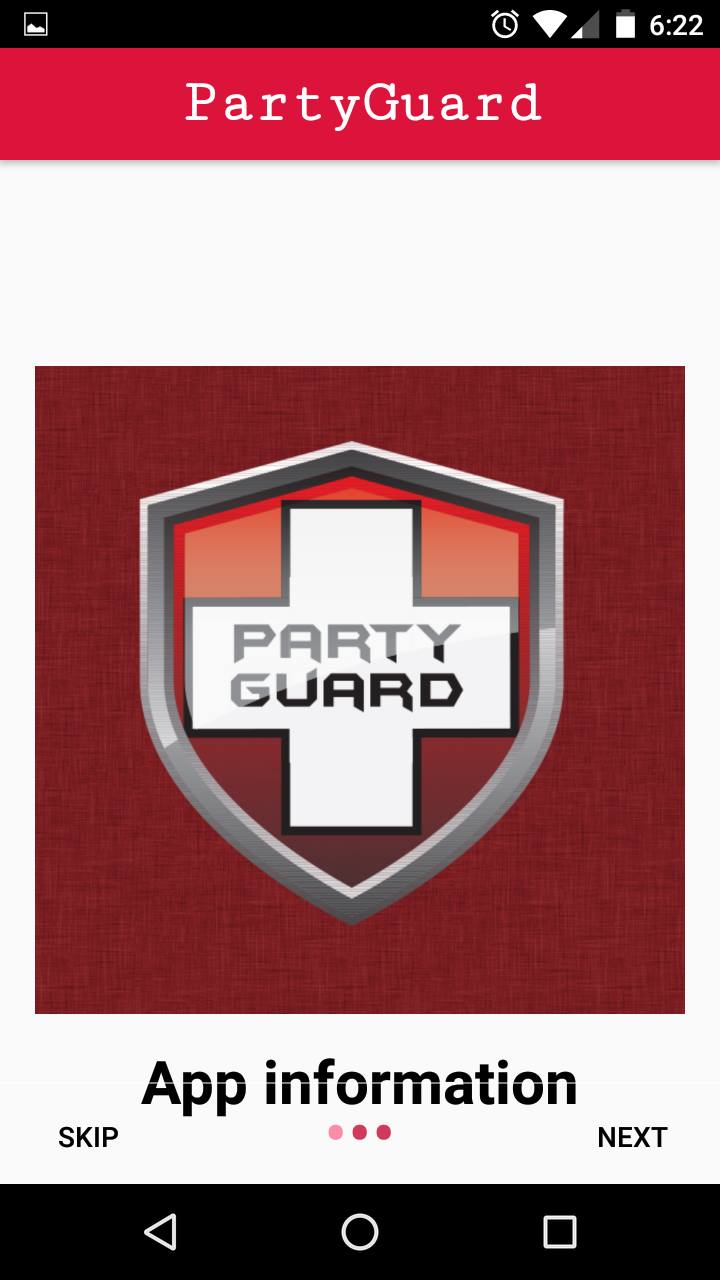 6:22
PartyGuard
PARTY
GUARD
App information
SKIP
NEXT